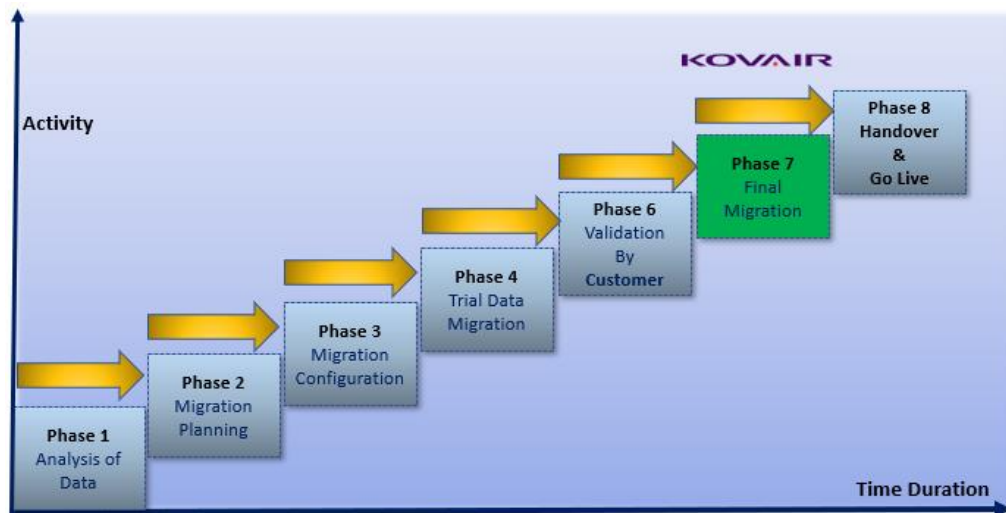 KOVAIR
Activity
Phase 8
Handover
&
Go Live
Phase 7
Final
Migration
Phase 6
Validation
By
Customer
Phase 4
Trial Data
Migration
Phase 3
Migration
Configuration
Phase 2
Migration
Planning
Phase 1
Analysis of
Data
Time Duration